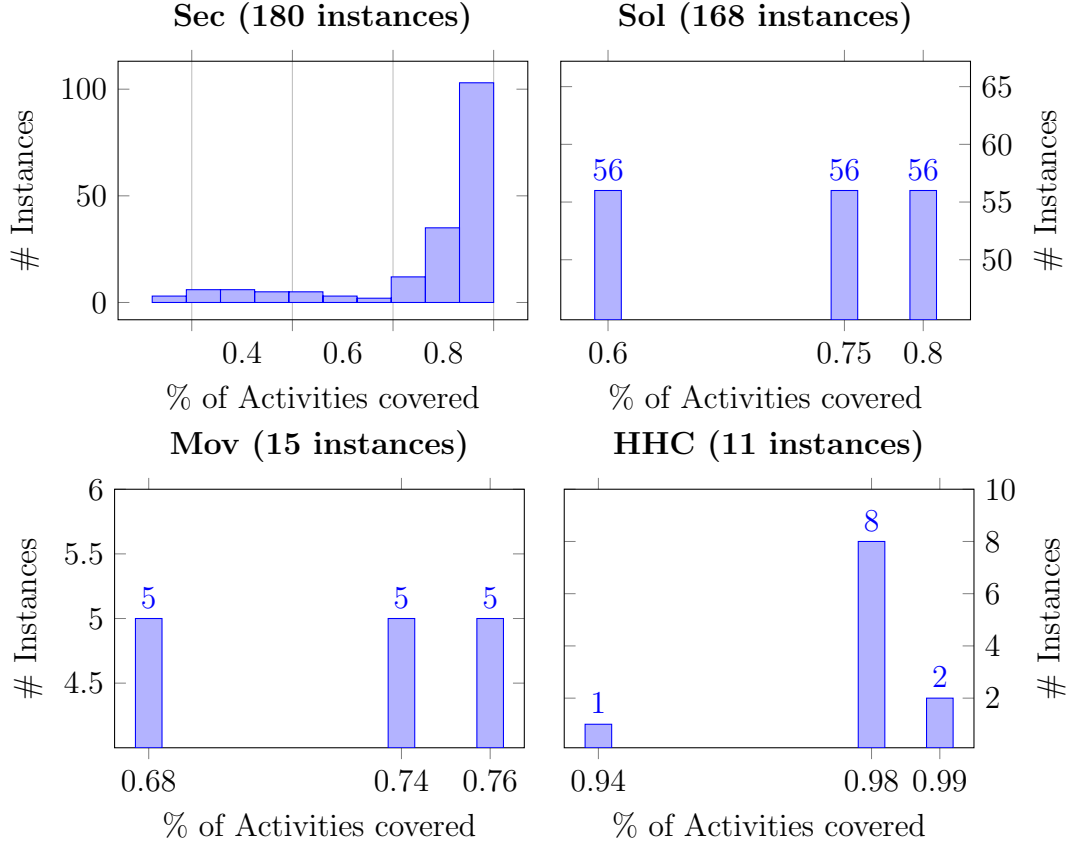 Sec (180 instances)
# Instances
100
50
0
0.4 0.6 0.8
% of Activities covered
Sol (168 instances)
56 56 56
65
60
55
50
# Instances
0.6 0.75 0.8
% of Activities covered
Mov (15 instances)
# Instances
6
5.5
5
4.5
5 5 5
0.68 0.74 0.76
% of Activities covered
HHC (11 instances)
1 8 2
10
8
6
4
2
# Instances
0.94 0.98 0.99
% of Activities covered